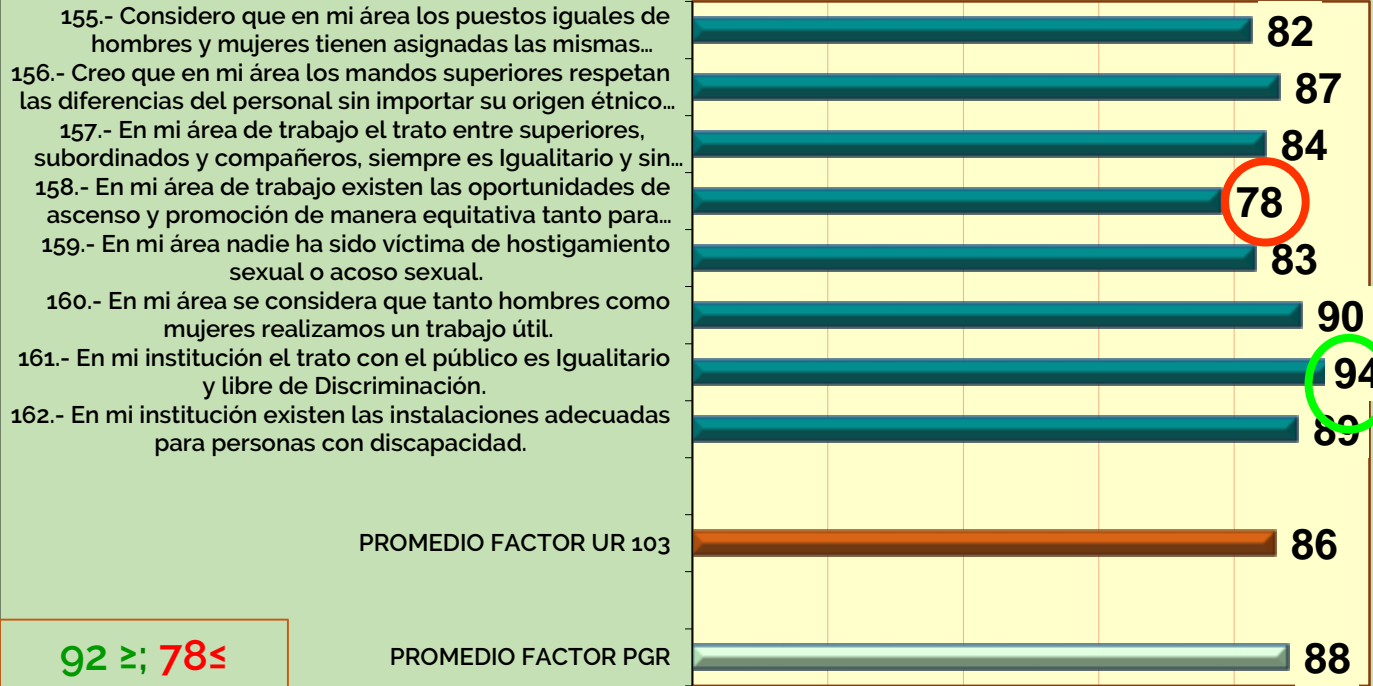 155.- Considero que en mi área los puestos iguales de
hombres y mujeres tienen asignadas las mismas…
82
156.- Creo que en mi área los mandos superiores respetan
las diferencias del personal sin importar su origen étnico…
87
157.- En mi área de trabajo el trato entre superiores,
subordinados y compañeros, siempre es Igualitario y sin…
84
158.- En mi área de trabajo existen las oportunidades de
ascenso y promoción de manera equitativa tanto para…
78
159.- En mi área nadie ha sido víctima de hostigamiento
sexual o acoso sexual.
83
160.- En mi área se considera que tanto hombres como
mujeres realizamos un trabajo útil.
90
161.- En mi institución el trato con el público es Igualitario
y libre de Discriminación.
94
162.- En mi institución existen las instalaciones adecuadas
para personas con discapacidad.
89
PROMEDIO FACTOR UR 103
86
92 ≥; 78≤
PROMEDIO FACTOR PGR
88